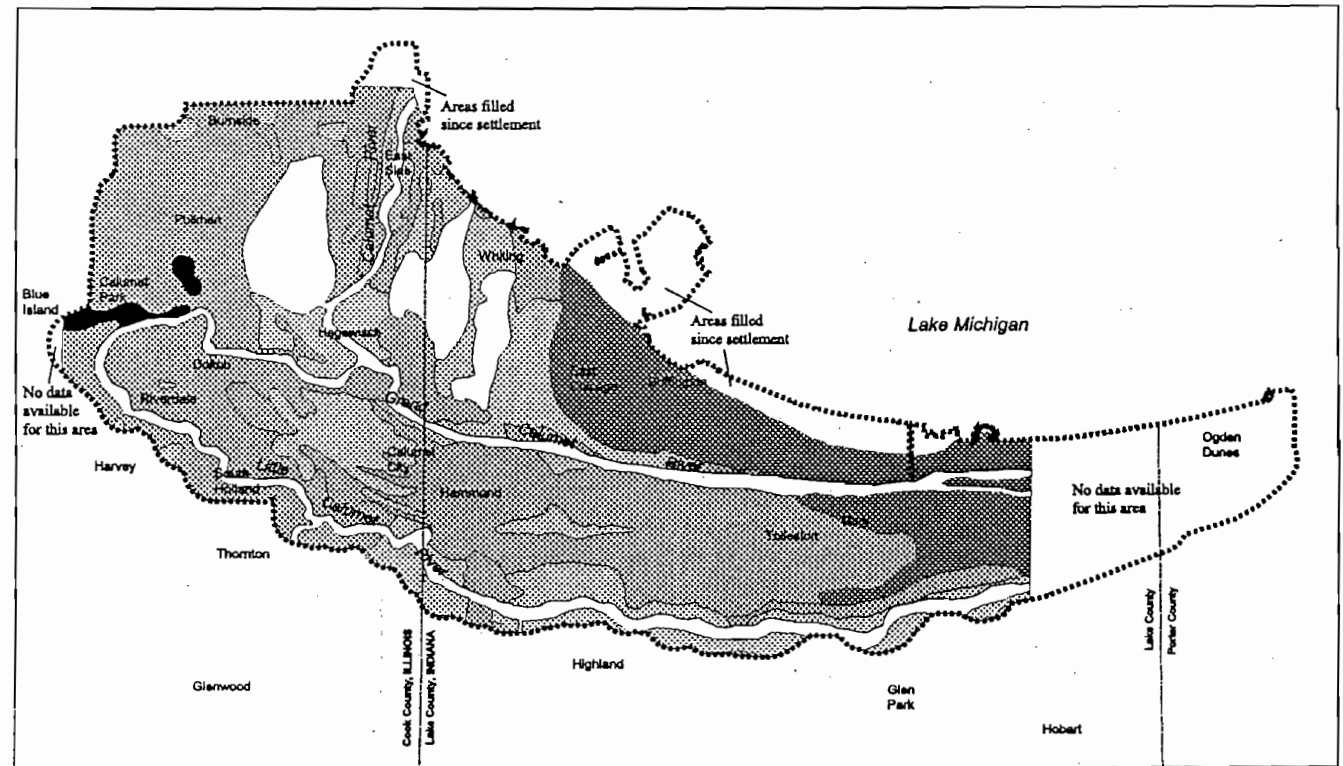 Areas filled
since settlement
Burnside
East
Side
Calumet River
Pullman
Whiting
Calumet
Park
Blue
Island
Areas filled
since settlement
Lake Michigan
Hegewisch
Dolton
East
Chicago
No data
available
for this area
Riverdale
Grand Calumet River
Ogden
Dunes
Calumet
City
Harvey
South
Holland
Little Calumet River
Hammond
No data available
for this area
Thornton
Highland
Glenwood
Glen
Park
Hobart
Cook County, ILLINOIS
Lake County, INDIANA
Lake County
Porter County